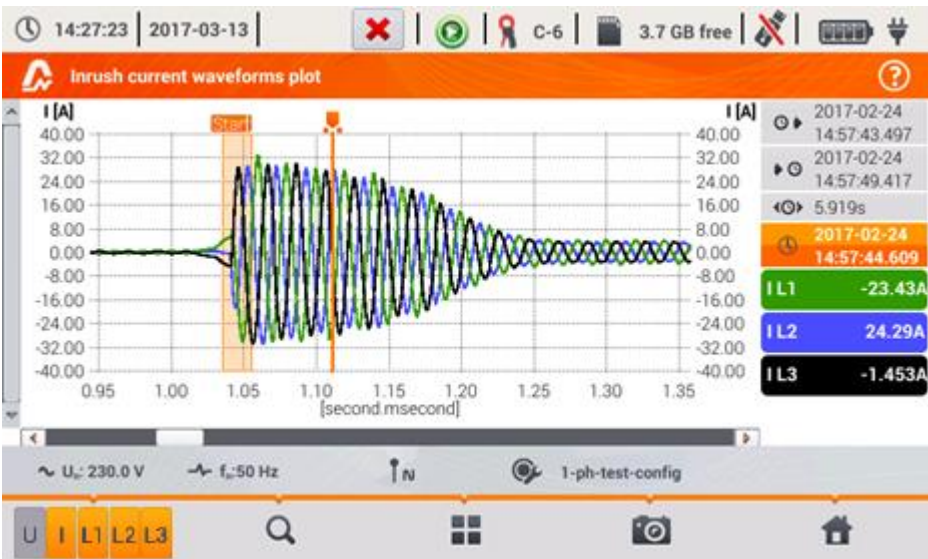 14:27:23 2017-03-13 C-6 3.7 GB free
Inrush current waveforms plot ?
I [A] I [A]
Start
40.00 40.00
32.00 32.00
24.00 24.00
16.00 16.00
8.00 8.00
0.00 0.00
-8.00 -8.00
-16.00 -16.00
-24.00 -24.00
-32.00 -32.00
-40.00 -40.00
0.95 1.00 1.05 1.10 1.15 1.20 1.25 1.30 1.35
[second.msecond]
2017-02-24
14:57:43.497
2017-02-24
14:57:49.417
5.919s
2017-02-24
14:57:44.609
I L1 -23.43A
I L2 24.29A
I L3 -1.453A
Uₙ: 230.0 V fₙ:50 Hz N 1-ph-test-config
U I L1 L2 L3